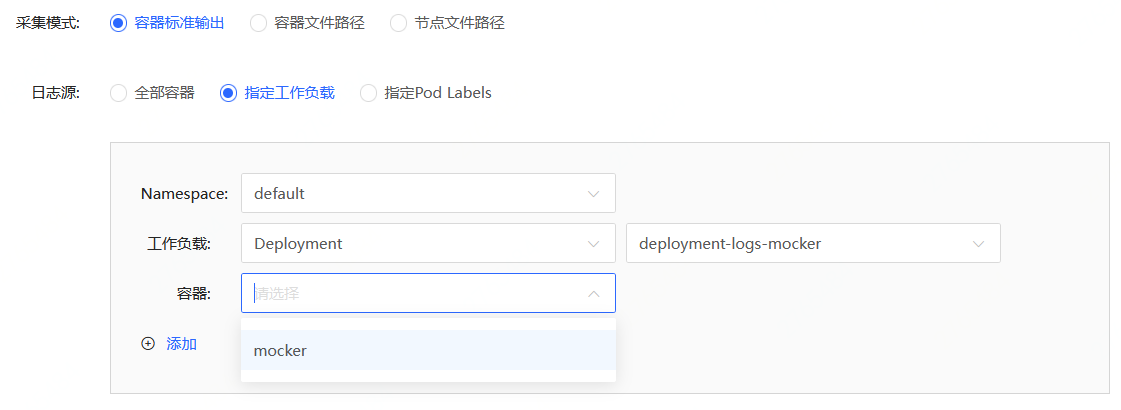 采集模式: 容器标准输出 容器文件路径 节点文件路径
日志源: 全部容器 指定工作负载 指定Pod Labels
Namespace: default
工作负载: Deployment deployment-logs-mocker
容器: 请选择
添加
mocker